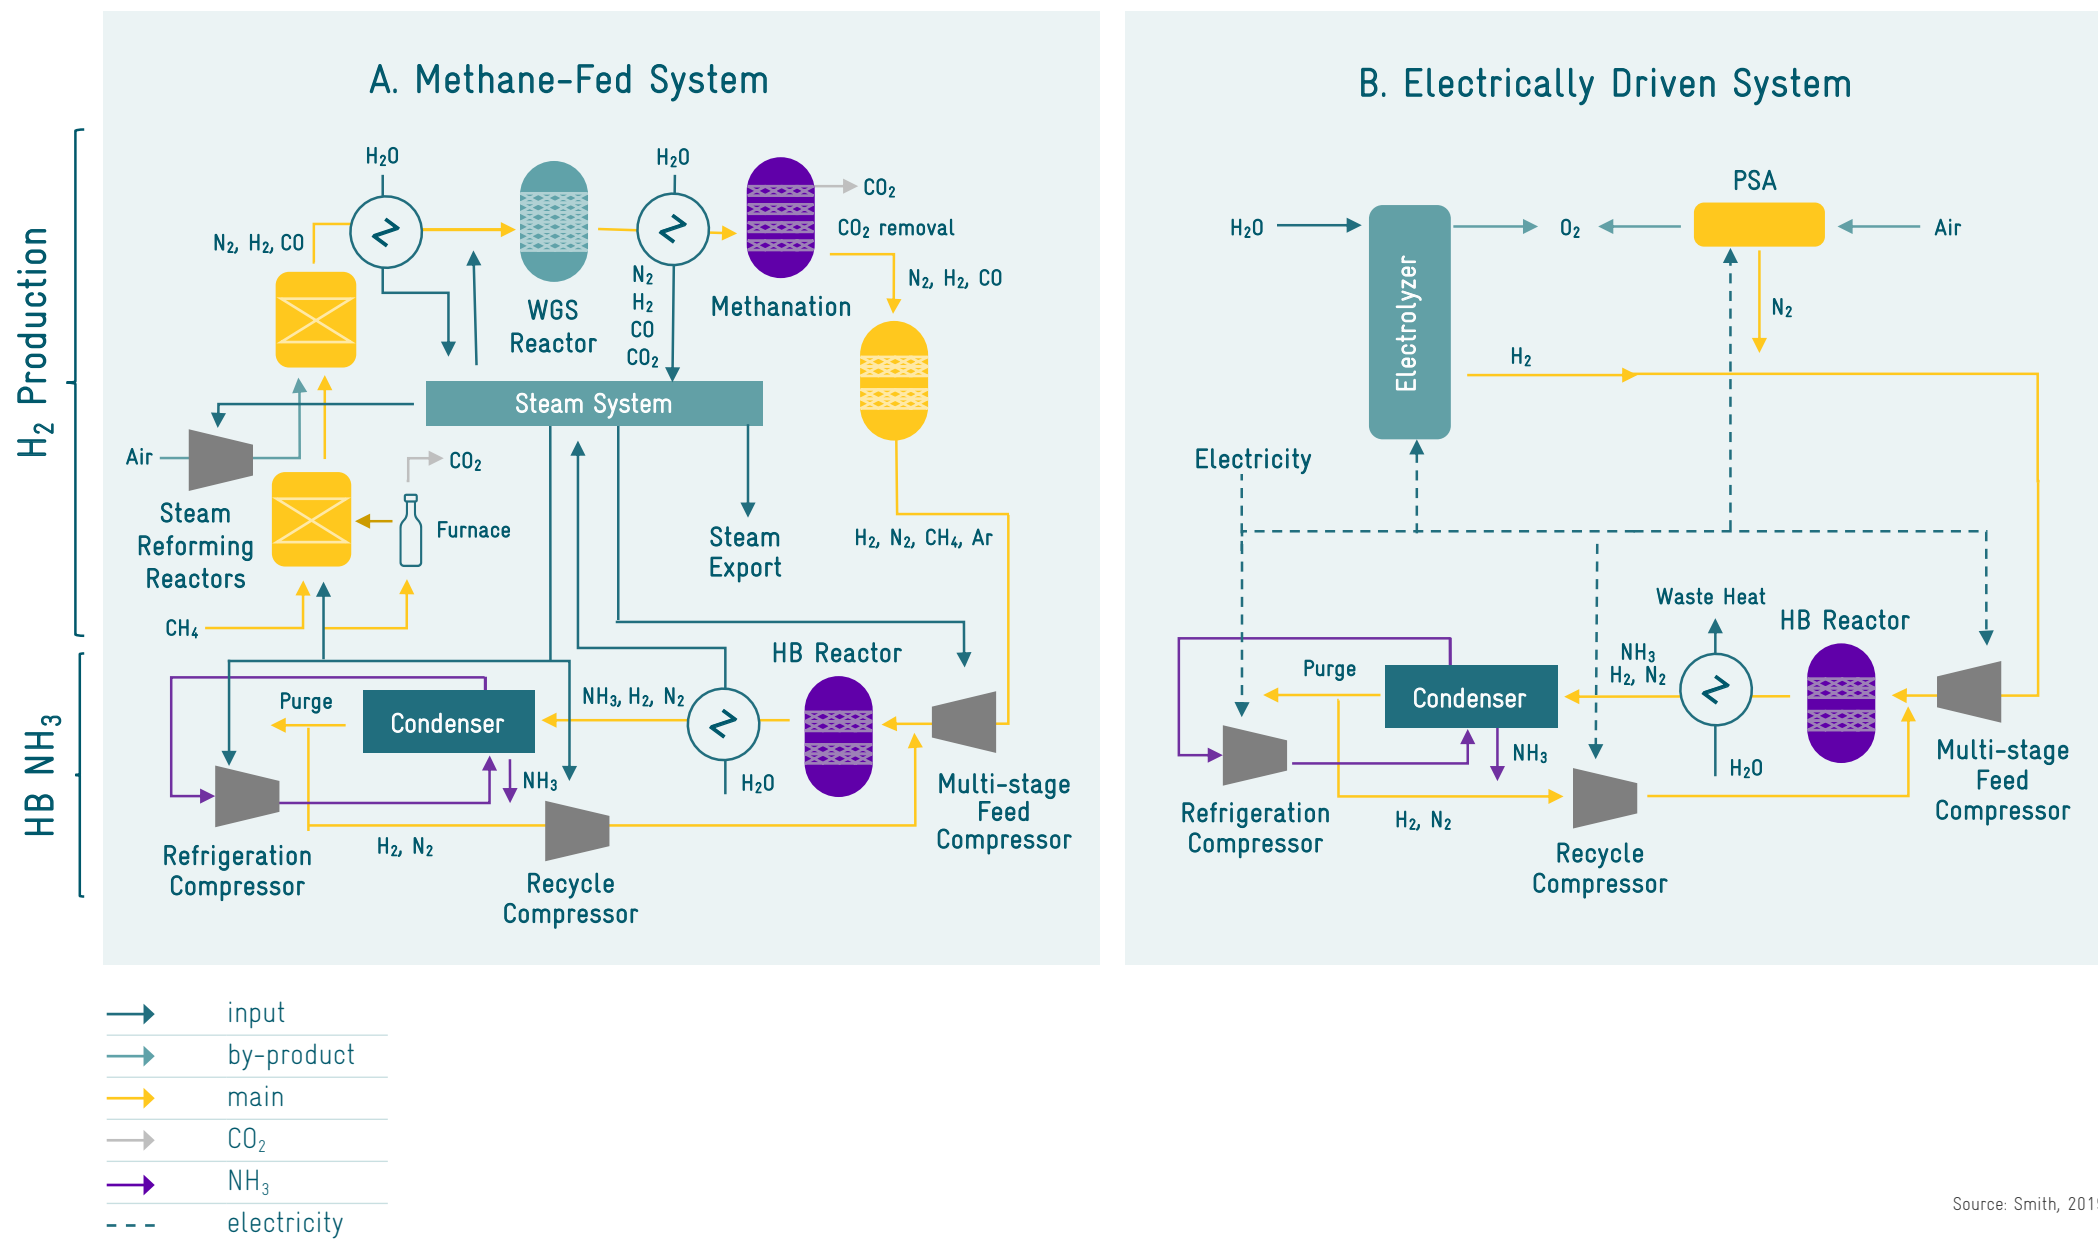 A. Methane-Fed System
H₂O
H₂O
CO₂
CO₂ removal
N₂, H₂, CO
N₂
H₂
CO
CO₂
WGS
Reactor
Methanation
N₂, H₂, CO
Steam System
Air
CO₂
Steam
Reforming
Reactors
Furnace
Steam
Export
H₂, N₂, CH₄, Ar
CH₄
HB Reactor
Purge
Condenser
NH₃, H₂, N₂
NH₃
H₂O
Multi-stage
Feed
Compressor
H₂, N₂
Refrigeration
Compressor
Recycle
Compressor
H₂ Production
HB NH₃
B. Electrically Driven System
PSA
H₂O
O₂
Air
Electrolyzer
N₂
H₂
Electricity
Waste Heat
HB Reactor
NH₃
H₂, N₂
Purge
Condenser
NH₃
H₂O
Multi-stage
Feed
Compressor
Refrigeration
Compressor
H₂, N₂
Recycle
Compressor
input
by-product
main
CO₂
NH₃
electricity
Source: Smith,